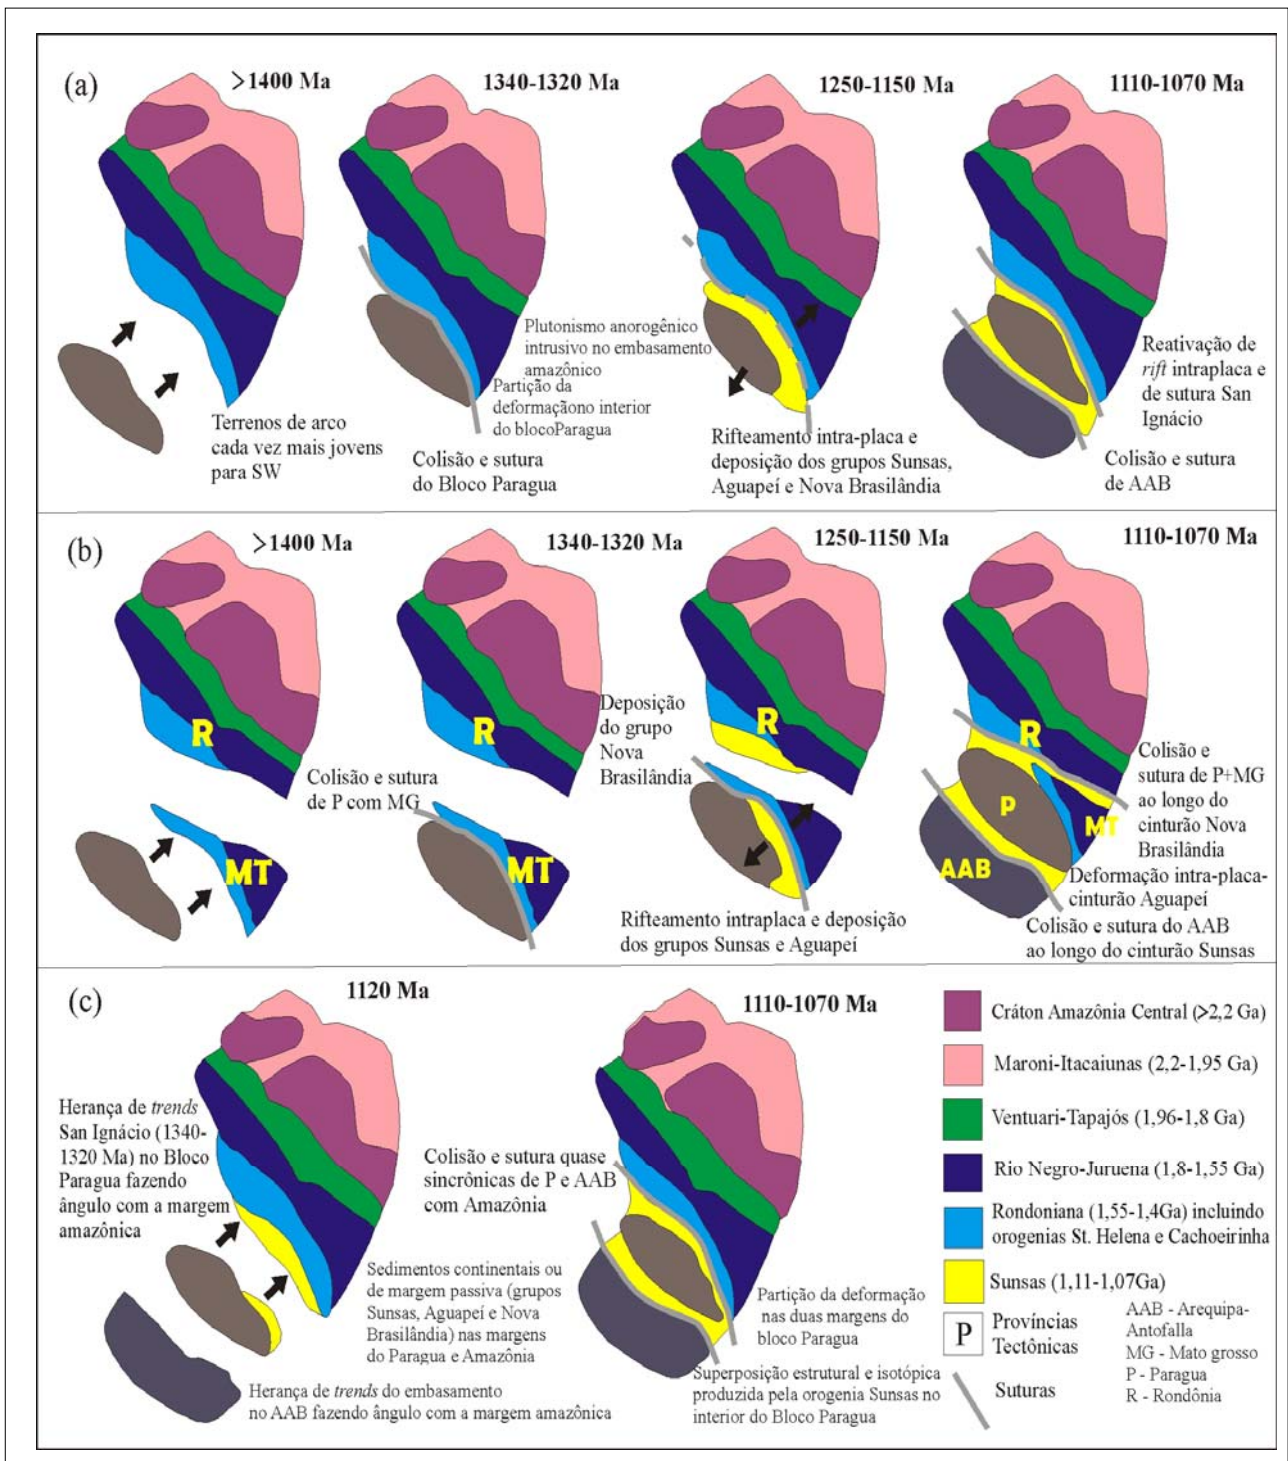 (a)
>1400 Ma
1340-1320 Ma
1250-1150 Ma
1110-1070 Ma
Terrenos de arco
cada vez mais jovens
para SW
Plutonismo anorogênico
intrusivo no embasamento
amazônico
Partição da
deformaçãono interior
do blocoParagua
Colisão e sutura
do Bloco Paragua
Rifteamento intra-placa e
deposição dos grupos Sunsas,
Aguapeí e Nova Brasilândia
Reativação de
rift intraplaca e
de sutura San
Ignácio
Colisão e sutura
de AAB
(b)
>1400 Ma
1340-1320 Ma
1250-1150 Ma
1110-1070 Ma
R
MT
Colisão e sutura
de P com MG
R
MT
Deposição
do grupo
Nova
Brasilândia
R
Rifteamento intraplaca e deposição
dos grupos Sunsas e Aguapeí
R
P
MT
AAB
Colisão e
sutura de P+MG
ao longo do
cinturão Nova
Brasilândia
Deformação intra-placa-
cinturão Aguapeí
Colisão e sutura do AAB
ao longo do cinturão Sunsas
(c)
1120 Ma
1110-1070 Ma
Herança de trends
San Ignácio (1340-
1320 Ma) no Bloco
Paragua fazendo
ângulo com a margem
amazônica
Sedimentos continentais ou
de margem passiva (grupos
Sunsas, Aguapeí e Nova
Brasilândia) nas margens
do Paragua e Amazônia
Herança de trends do embasamento
no AAB fazendo ângulo com a margem amazônica
Colisão e sutura quase
sincrônicas de P e AAB
com Amazônia
Partição da deformação
nas duas margens do
bloco Paragua
Superposição estrutural e isotópica
produzida pela orogenia Sunsas no
interior do Bloco Paragua
Cráton Amazônia Central (>2,2 Ga)
Maroni-Itacaiunas (2,2-1,95 Ga)
Ventuari-Tapajós (1,96-1,8 Ga)
Rio Negro-Juruena (1,8-1,55 Ga)
Rondoniana (1,55-1,4Ga) incluindo
orogenias St. Helena e Cachoeirinha
Sunsas (1,11-1,07Ga)
P
Províncias
Tectônicas
Suturas
AAB - Arequipa-
Antofalla
MG - Mato grosso
P - Paragua
R - Rondônia